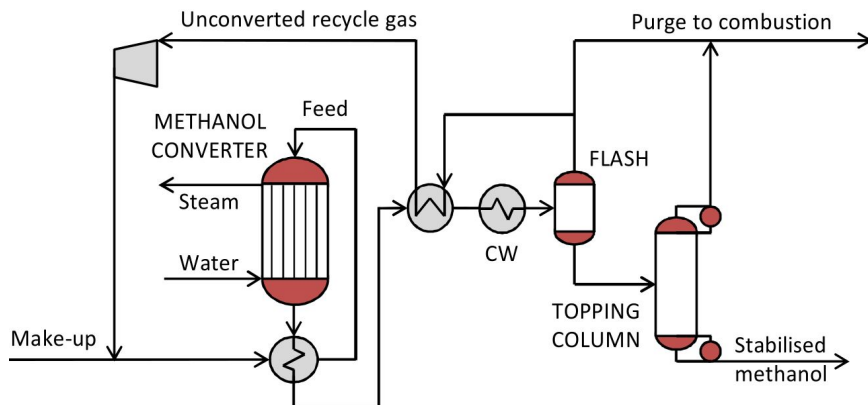 Unconverted recycle gas
Purge to combustion
Feed
METHANOL
CONVERTER
FLASH
Steam
CW
Water
TOPPING
COLUMN
Make-up
Stabilised
methanol